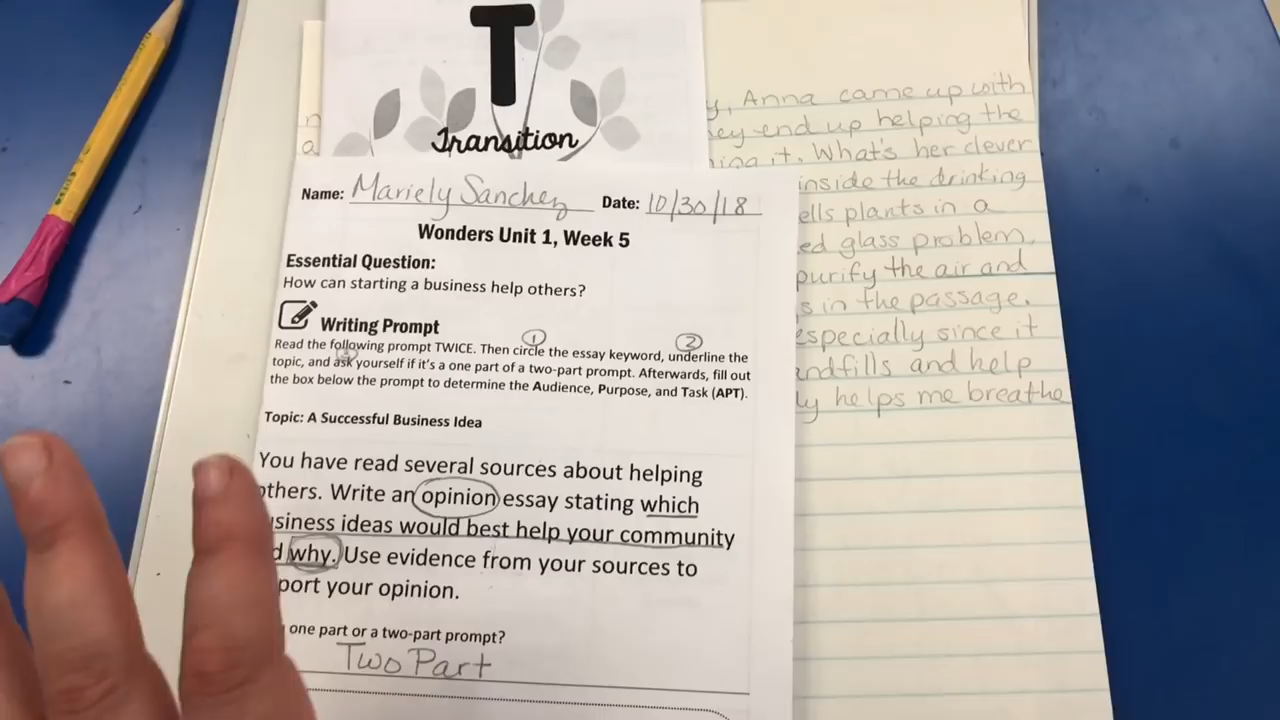 T
Transition
Anna came up with
end up helping the
it. What's her clever
inside the drinking
plants in a
glass problem.
purify the air and
in the passage.
especially since it
and help
helps me breathe
Name: Mariely Sanchez Date: 10/30/18
Wonders Unit 1, Week 5
Essential Question:
How can starting a business help others?
Writing Prompt
1 2
Read the following prompt TWICE. Then circle the essay keyword, underline the
3
topic, and ask yourself if it's a one part of a two-part prompt. Afterwards, fill out
the box below the prompt to determine the Audience, Purpose, and Task (APT).
Topic: A Successful Business Idea
You have read several sources about helping
others. Write an opinion essay stating which
ideas would best help your community
why. Use evidence from your sources to
your opinion.
one part or a two-part prompt?
Two Part